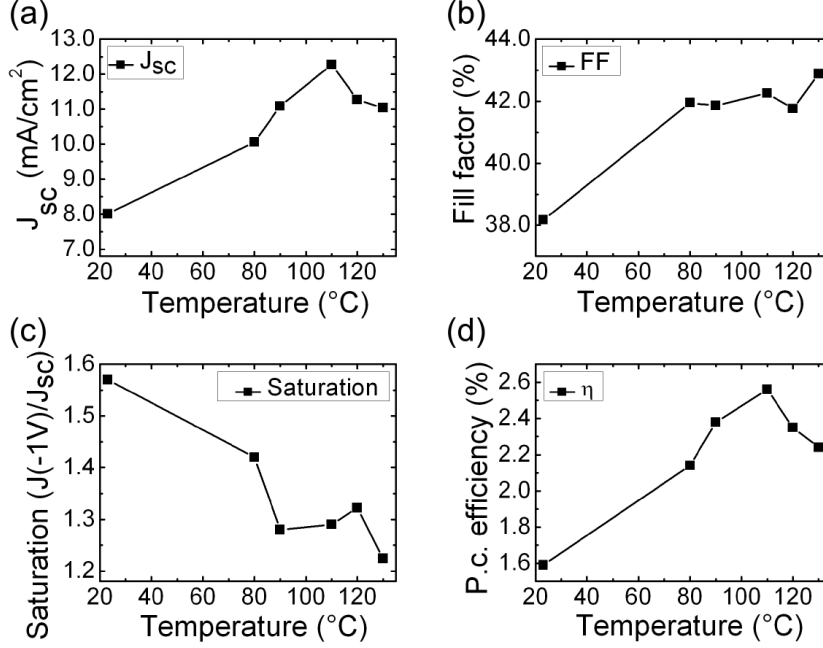 (a)
13.0
12.0
11.0
10.0
9.0
8.0
7.0
J_sc (mA/cm²)
J_sc
20 40 60 80 100 120
Temperature (°C)
(b)
44.0
42.0
40.0
38.0
Fill factor (%)
FF
20 40 60 80 100 120
Temperature (°C)
(c)
1.6
1.5
1.4
1.3
1.2
Saturation (J(-1V)/J_sc)
Saturation
20 40 60 80 100 120
Temperature (°C)
(d)
2.6
2.4
2.2
2.0
1.8
1.6
P.c. efficiency (%)
η
20 40 60 80 100 120
Temperature (°C)